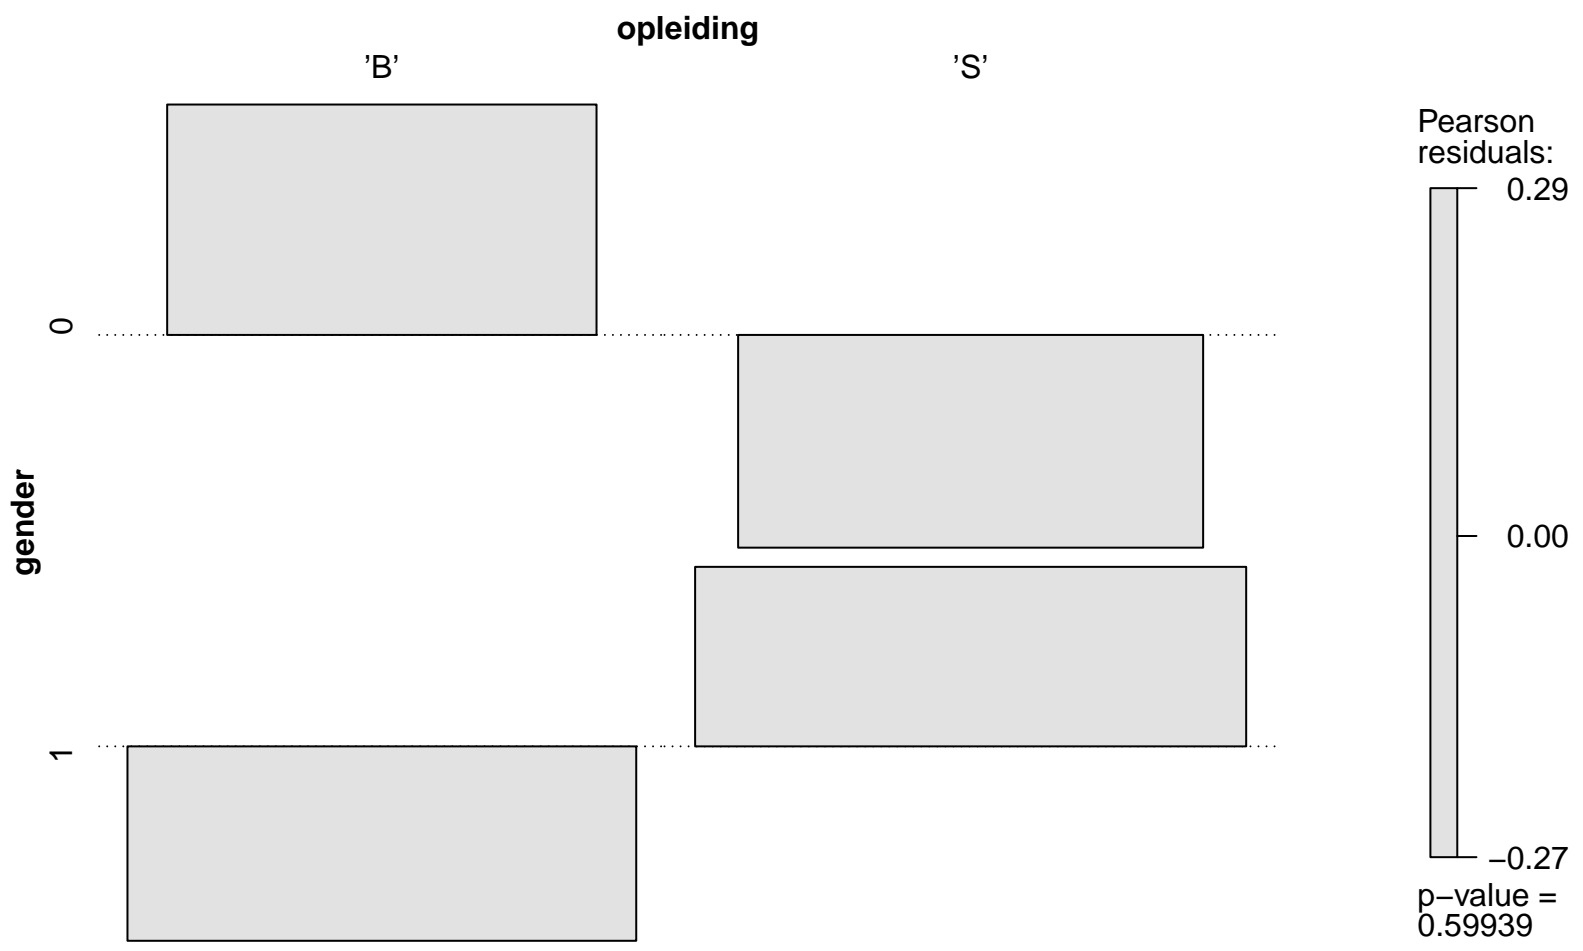 opleiding
’B’
’S’
gender
0
1
Pearson
residuals:
0.29
0.00
−0.27
p−value =
0.59939